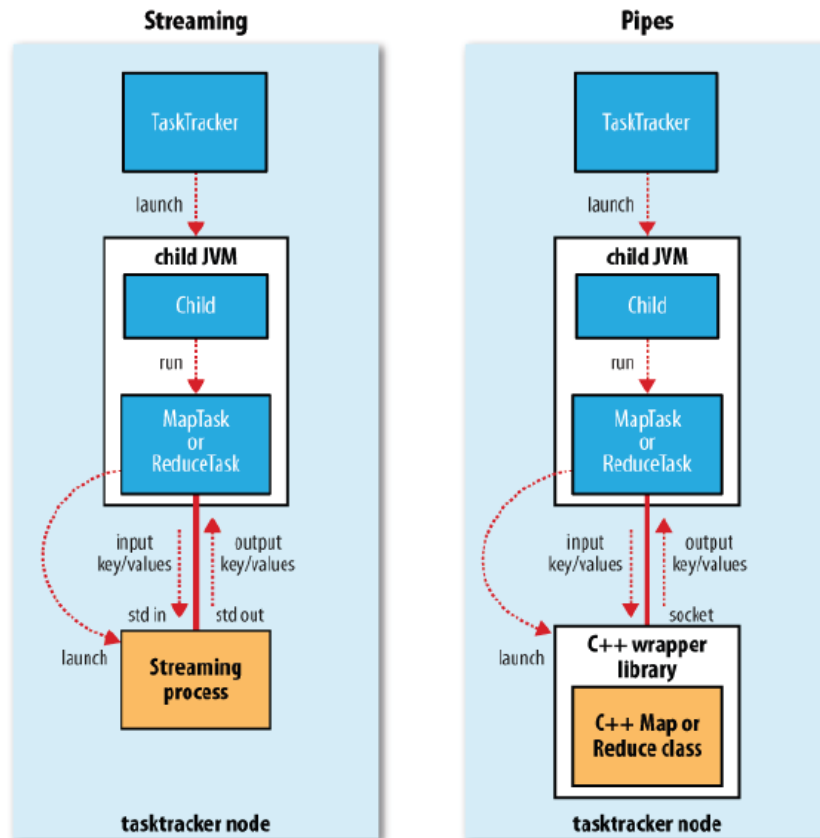 Streaming
TaskTracker
launch
child JVM
Child
run
MapTask
or
ReduceTask
input
key/values
output
key/values
std in
std out
launch
Streaming
process
tasktracker node
Pipes
TaskTracker
launch
child JVM
Child
run
MapTask
or
ReduceTask
input
key/values
output
key/values
socket
launch
C++ wrapper
library
C++ Map or
Reduce class
tasktracker node